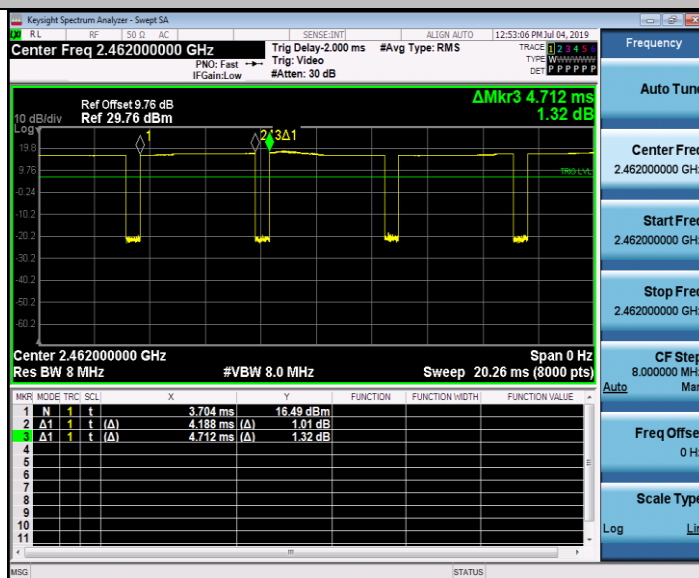 Keysight Spectrum Analyzer - Swept SA
RL RF 50 Ω AC SENSE:INT ALIGN AUTO 12:53:06 PM Jul 04, 2019
Center Freq 2.462000000 GHz
PNO: Fast
IFGain:Low
Trig Delay-2.000 ms
Trig: Video
#Atten: 30 dB
#Avg Type: RMS
TRACE 1 2 3 4 5 6
TYPE WWWWWW
DET P P P P P P
Frequency
Auto Tune
Center Freq
2.462000000 GHz
Start Freq
2.462000000 GHz
Stop Freq
2.462000000 GHz
CF Step
8.000000 MHz
Auto Man
Freq Offset
0 Hz
Scale Type
Log Lin
ΔMkr3 4.712 ms
1.32 dB
Ref Offset 9.76 dB
10 dB/div Ref 29.76 dBm
Log
1
2Δ1 3Δ1
19.8
9.76
-0.24
-10.2
-20.2
-30.2
-40.2
-50.2
-60.2
TRIG LVL
Center 2.462000000 GHz Span 0 Hz
Res BW 8 MHz #VBW 8.0 MHz Sweep 20.26 ms (8000 pts)
MKR MODE TRC SCL X Y FUNCTION FUNCTION WIDTH FUNCTION VALUE
1 N 1 t 3.704 ms 16.49 dBm
2 Δ1 1 t (Δ) 4.188 ms (Δ) 1.01 dB
3 Δ1 1 t (Δ) 4.712 ms (Δ) 1.32 dB
4
5
6
7
8
9
10
11
MSG STATUS